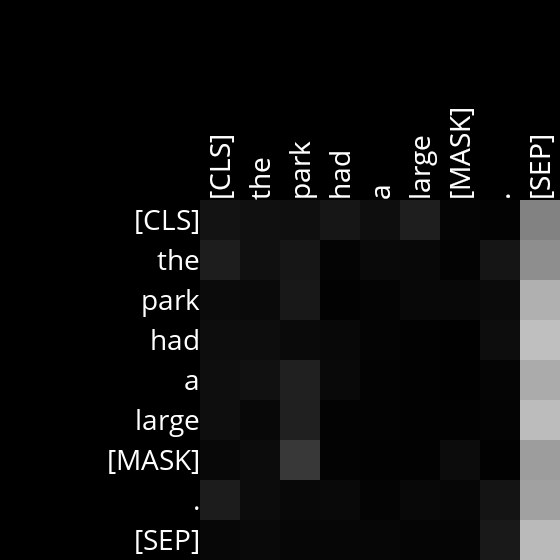 [CLS] the park had a large [MASK] . [SEP]
[CLS]
the
park
had
a
large
[MASK]
.
[SEP]